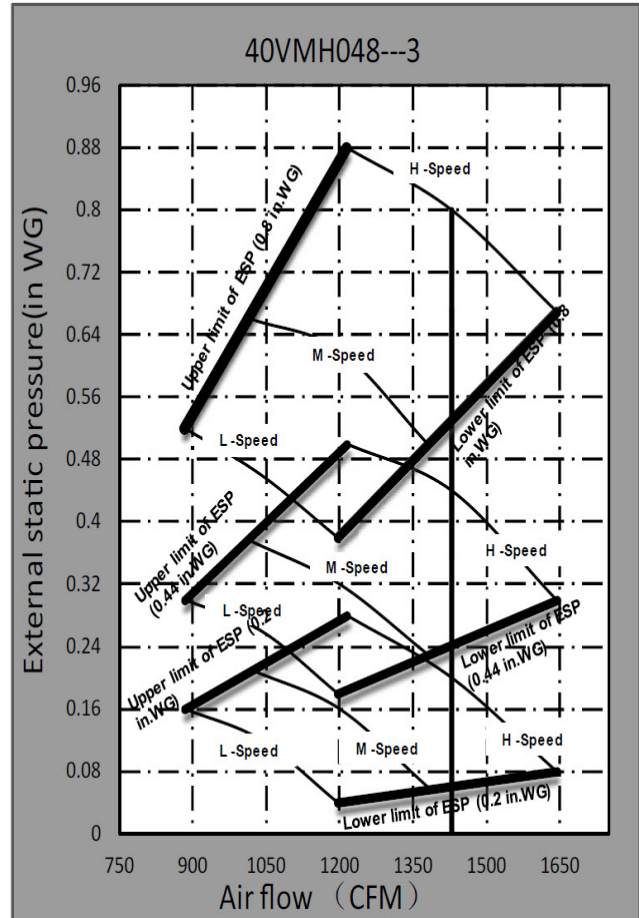 40VMH048---3
External static pressure(in WG)
0.96
0.88
0.8
0.72
0.64
0.56
0.48
0.4
0.32
0.24
0.16
0.08
0
H -Speed
Upper limit of ESP (0.8 in.WG)
M -Speed
Lower limit of ESP (0.8
in.WG)
L -Speed
Upper limit of ESP
(0.44 in.WG)
M -Speed
H -Speed
L -Speed
Upper limit of ESP (0.2
in.WG)
Lower limit of ESP
(0.44 in.WG)
L -Speed
M -Speed
H -Speed
Lower limit of ESP (0.2 in.WG)
750 900 1050 1200 1350 1500 1650
Air flow （CFM）